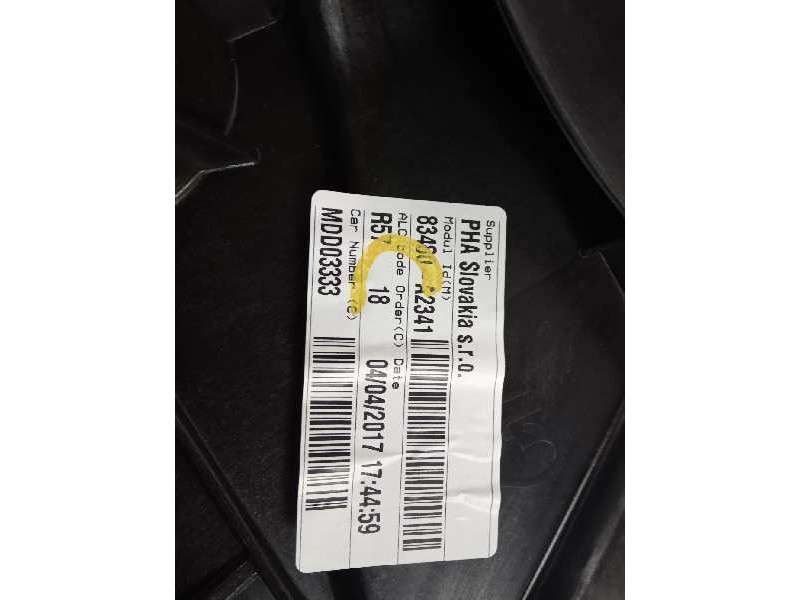 Supplier
PHA Slovakia s.r.o.
Modul Id(M)
A2341
ALC Code Order(C) Date
18 04/04/2017 17:44:59
Car Number (C)
MDD03333